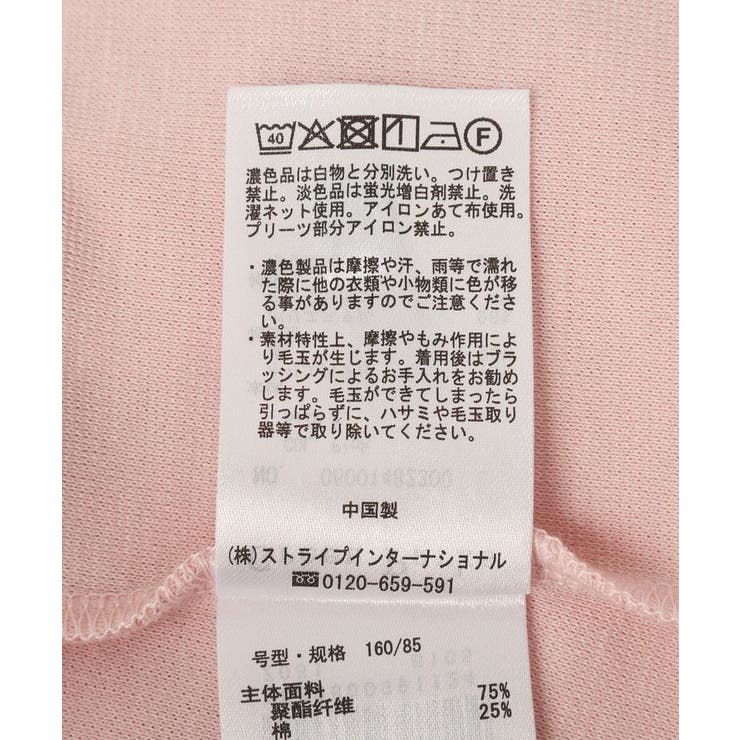 40 F
濃色品は白物と分別洗い。つけ置き
禁止。淡色品は蛍光増白剤禁止。洗
濯ネット使用。アイロンあて布使用。
プリーツ部分アイロン禁止。
・濃色製品は摩擦や汗、雨等で濡れ
た際に他の衣類や小物類に色が移
る事がありますのでご注意くださ
い。
・素材特性上、摩擦やもみ作用によ
り毛玉が生じます。着用後はブラ
ッシングによるお手入れをお勧め
します。毛玉ができてしまったら
引っぱらずに、ハサミや毛玉取り
器等で取り除いてください。
中国製
(株)ストライプインターナショナル
0120-659-591
号型・规格 160/85
主体面料
聚酯纤维 75%
棉 25%